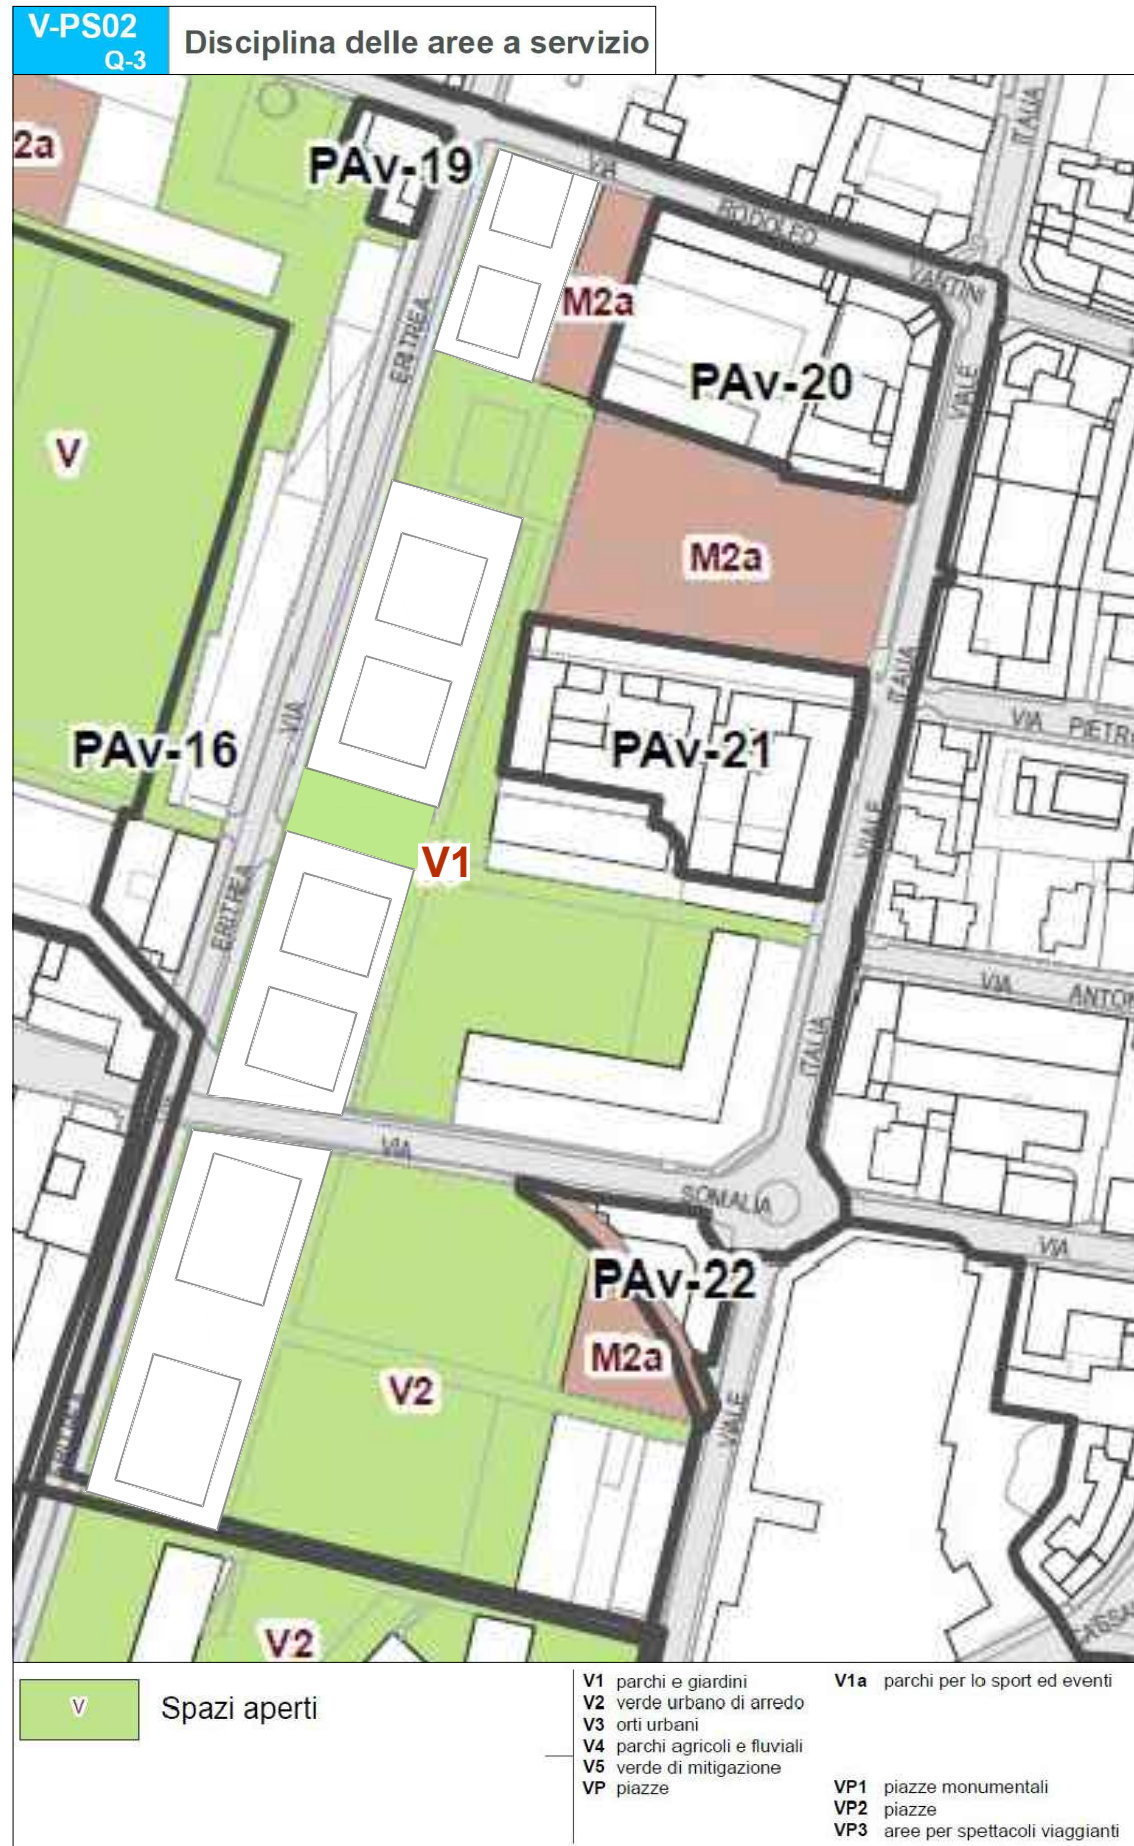 V-PS02
Q-3
Disciplina delle aree a servizio
2a
PAv-19
VIA
RODOLFO
VANTINI
ITALIA
ERITREA
M2a
PAv-20
VIALE
V
M2a
ITALIA
VIA PIETRO
VIA
PAv-16
PAv-21
VIALE
V1
ERITREA
VIA ANTON
ITALIA
VIA
SOMALIA
VIA
PAv-22
M2a
V2
VIALE
V2
V
Spazi aperti
V1 parchi e giardini
V2 verde urbano di arredo
V3 orti urbani
V4 parchi agricoli e fluviali
V5 verde di mitigazione
VP piazze
V1a parchi per lo sport ed eventi
VP1 piazze monumentali
VP2 piazze
VP3 aree per spettacoli viaggianti